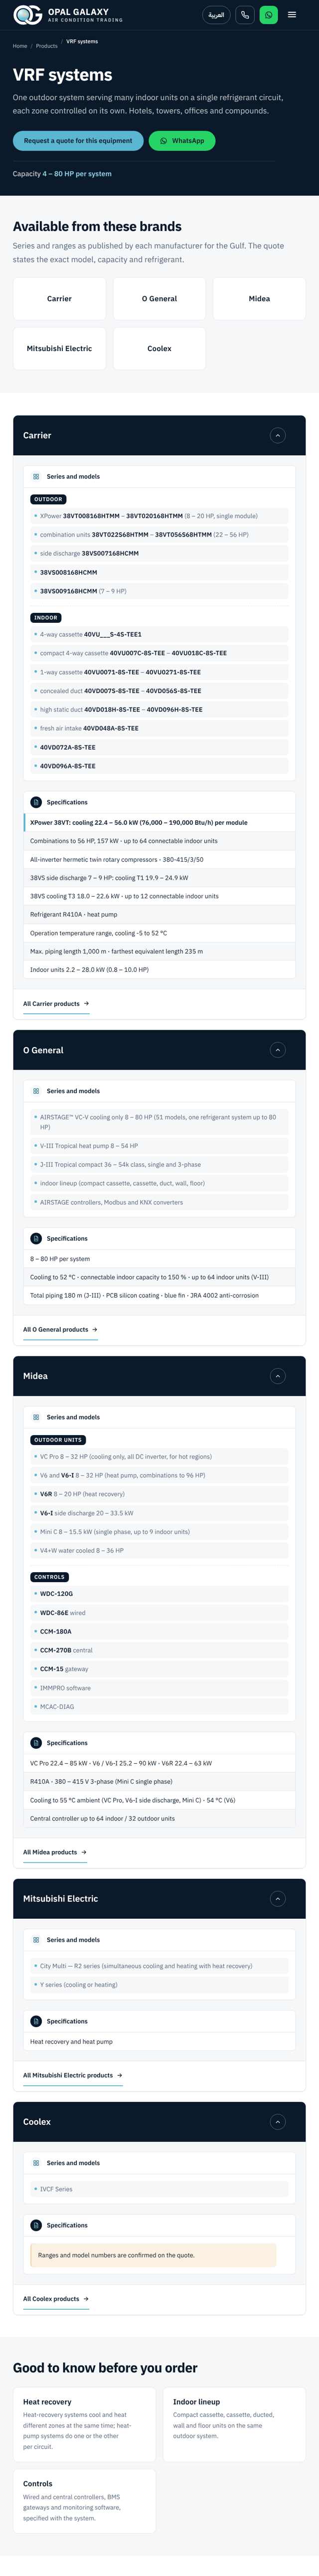 OPAL GALAXY
AIR CONDITION TRADING
العربية
Home / Products / VRF systems
VRF systems
One outdoor system serving many indoor units on a single refrigerant circuit,
each zone controlled on its own. Hotels, towers, offices and compounds.
Request a quote for this equipment
WhatsApp
Capacity 4 – 80 HP per system
Available from these brands
Series and ranges as published by each manufacturer for the Gulf. The quote
states the exact model, capacity and refrigerant.
Carrier
O General
Midea
Mitsubishi Electric
Coolex
Carrier
Series and models
OUTDOOR
XPower 38VT008168HTMM – 38VT020168HTMM (8 – 20 HP, single module)
combination units 38VT022S68HTMM – 38VT056S68HTMM (22 – 56 HP)
side discharge 38VS007168HCMM
38VS008168HCMM
38VS009168HCMM (7 – 9 HP)
INDOOR
4-way cassette 40VU___S-4S-TEE1
compact 4-way cassette 40VU007C-8S-TEE – 40VU018C-8S-TEE
1-way cassette 40VU0071-8S-TEE – 40VU0271-8S-TEE
concealed duct 40VD007S-8S-TEE – 40VD056S-8S-TEE
high static duct 40VD018H-8S-TEE – 40VD096H-8S-TEE
fresh air intake 40VD048A-8S-TEE
40VD072A-8S-TEE
40VD096A-8S-TEE
Specifications
XPower 38VT: cooling 22.4 – 56.0 kW (76,000 – 190,000 Btu/h) per module
Combinations to 56 HP, 157 kW · up to 64 connectable indoor units
All-inverter hermetic twin rotary compressors · 380-415/3/50
38VS side discharge 7 – 9 HP: cooling T1 19.9 – 24.9 kW
38VS cooling T3 18.0 – 22.6 kW · up to 12 connectable indoor units
Refrigerant R410A · heat pump
Operation temperature range, cooling -5 to 52 °C
Max. piping length 1,000 m · farthest equivalent length 235 m
Indoor units 2.2 – 28.0 kW (0.8 – 10.0 HP)
All Carrier products →
O General
Series and models
AIRSTAGE™ VC-V cooling only 8 – 80 HP (51 models, one refrigerant system up to 80
HP)
V-III Tropical heat pump 8 – 54 HP
J-III Tropical compact 36 – 54k class, single and 3-phase
indoor lineup (compact cassette, cassette, duct, wall, floor)
AIRSTAGE controllers, Modbus and KNX converters
Specifications
8 – 80 HP per system
Cooling to 52 °C · connectable indoor capacity to 150 % · up to 64 indoor units (V-III)
Total piping 180 m (J-III) · PCB silicon coating · blue fin · JRA 4002 anti-corrosion
All O General products →
Midea
Series and models
OUTDOOR UNITS
VC Pro 8 – 32 HP (cooling only, all DC inverter, for hot regions)
V6 and V6-I 8 – 32 HP (heat pump, combinations to 96 HP)
V6R 8 – 20 HP (heat recovery)
V6-I side discharge 20 – 33.5 kW
Mini C 8 – 15.5 kW (single phase, up to 9 indoor units)
V4+W water cooled 8 – 36 HP
CONTROLS
WDC-120G
WDC-86E wired
CCM-180A
CCM-270B central
CCM-15 gateway
IMMPRO software
MCAC-DIAG
Specifications
VC Pro 22.4 – 85 kW · V6 / V6-I 25.2 – 90 kW · V6R 22.4 – 63 kW
R410A · 380 – 415 V 3-phase (Mini C single phase)
Cooling to 55 °C ambient (VC Pro, V6-I side discharge, Mini C) · 54 °C (V6)
Central controller up to 64 indoor / 32 outdoor units
All Midea products →
Mitsubishi Electric
Series and models
City Multi — R2 series (simultaneous cooling and heating with heat recovery)
Y series (cooling or heating)
Specifications
Heat recovery and heat pump
All Mitsubishi Electric products →
Coolex
Series and models
IVCF Series
Specifications
Ranges and model numbers are confirmed on the quote.
All Coolex products →
Good to know before you order
Heat recovery
Heat-recovery systems cool and heat
different zones at the same time; heat-
pump systems do one or the other
per circuit.
Indoor lineup
Compact cassette, cassette, ducted,
wall and floor units on the same
outdoor system.
Controls
Wired and central controllers, BMS
gateways and monitoring software,
specified with the system.